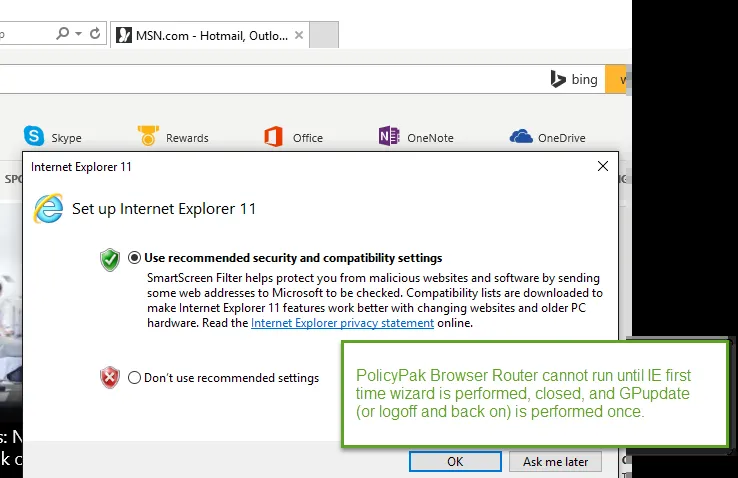 MSN.com - Hotmail, Outlo...
bing
Skype
Rewards
Office
OneNote
OneDrive
SPO
Internet Explorer 11
Set up Internet Explorer 11
Use recommended security and compatibility settings
SmartScreen Filter helps protect you from malicious websites and software by sending
some web addresses to Microsoft to be checked. Compatibility lists are downloaded to
make Internet Explorer 11 features work better with changing websites and older PC
hardware. Read the Internet Explorer privacy statement online.
Don't use recommended settings
PolicyPak Browser Router cannot run until IE first
time wizard is performed, closed, and GPupdate
(or logoff and back on) is performed once.
s: N
k c
OK
Ask me later